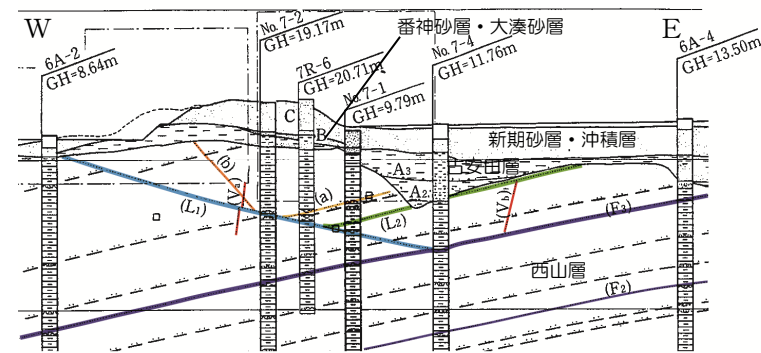 W
E
6A-2
GH=8.64m
No.7-2
GH=19.17m
7R-6
GH=20.71m
No.7-1
GH=9.79m
番神砂層・大湊砂層
No.7-4
GH=11.76m
6A-4
GH=13.50m
C
B
新期砂層・沖積層
古安田層
A3
A2
(b)
(a)
(L1)
(L2)
(F3)
西山層
(F2)